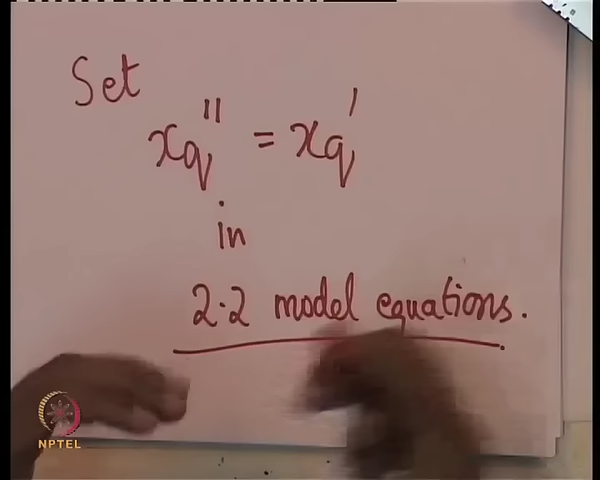 Set
xq'' = xq'
in
2.2 model equations.
NPTEL